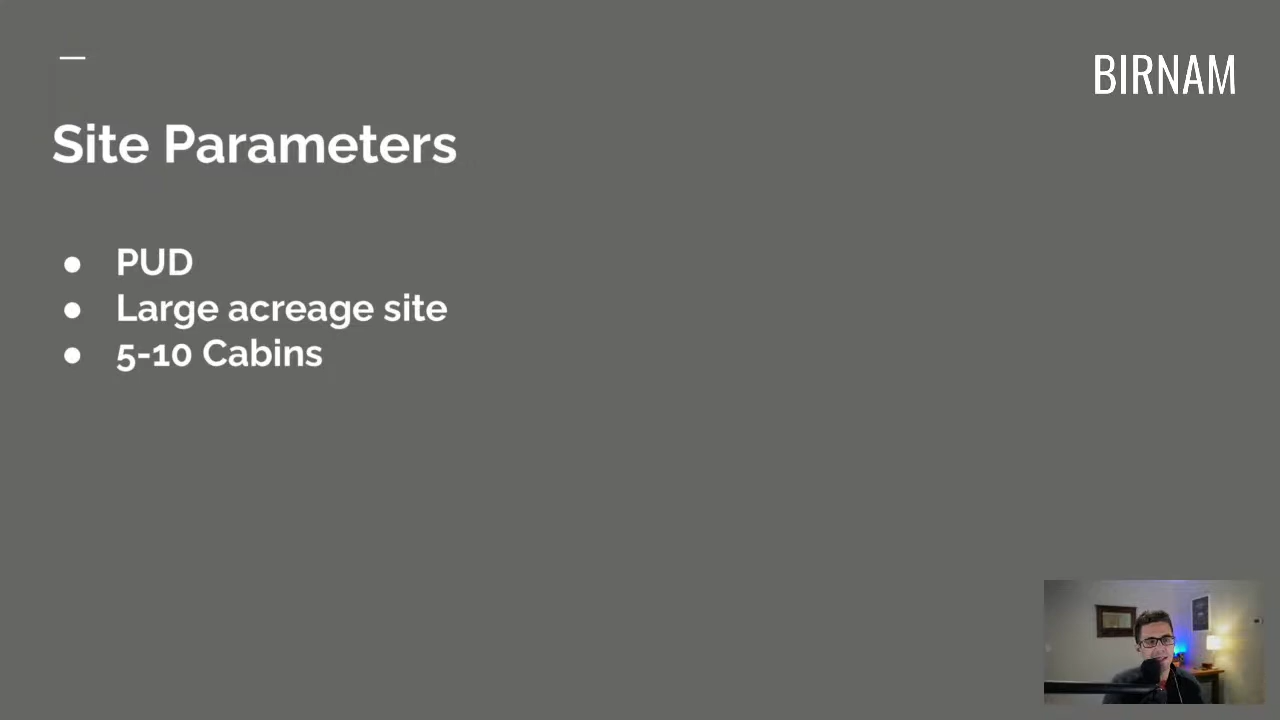 BIRNAM
Site Parameters
● PUD
● Large acreage site
● 5-10 Cabins